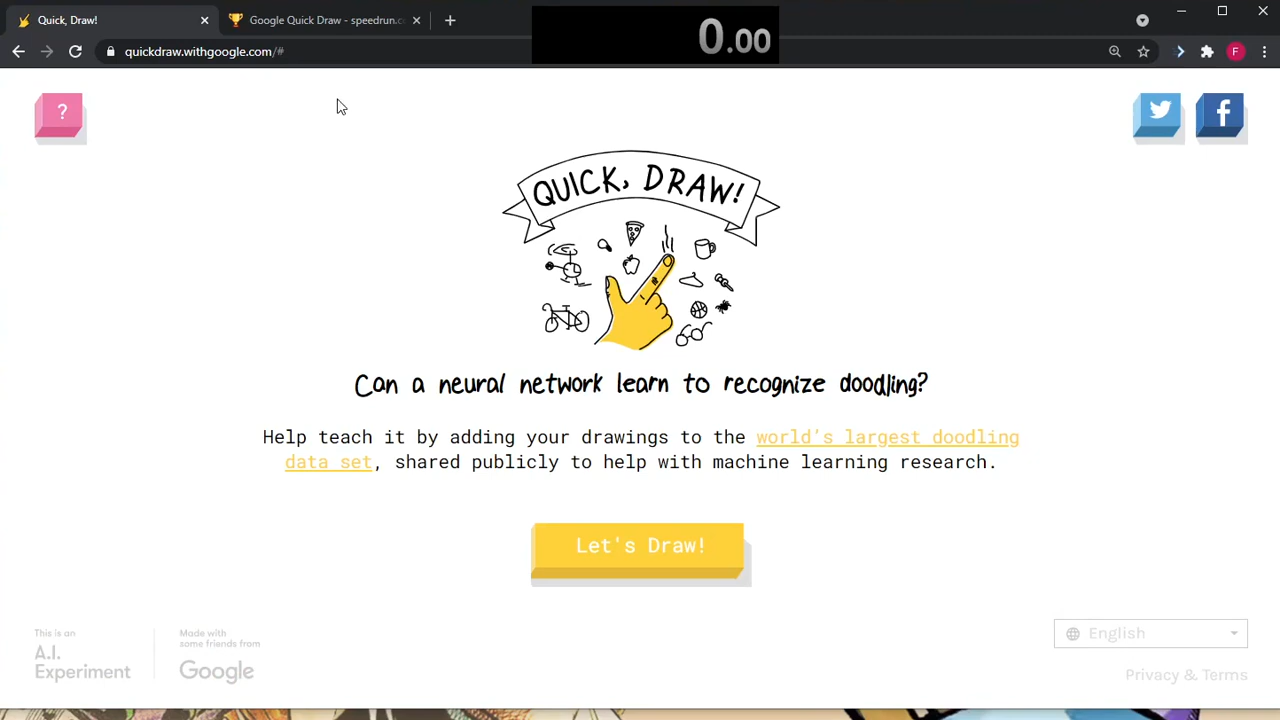 Quick, Draw!
Google Quick Draw - speedrun.c
0.00
quickdraw.withgoogle.com/#
F
?
QUICK, DRAW!
Can a neural network learn to recognize doodling?
Help teach it by adding your drawings to the world's largest doodling
data set, shared publicly to help with machine learning research.
Let's Draw!
This is an
A.I.
Experiment
Made with
some friends from
Google
English
Privacy & Terms